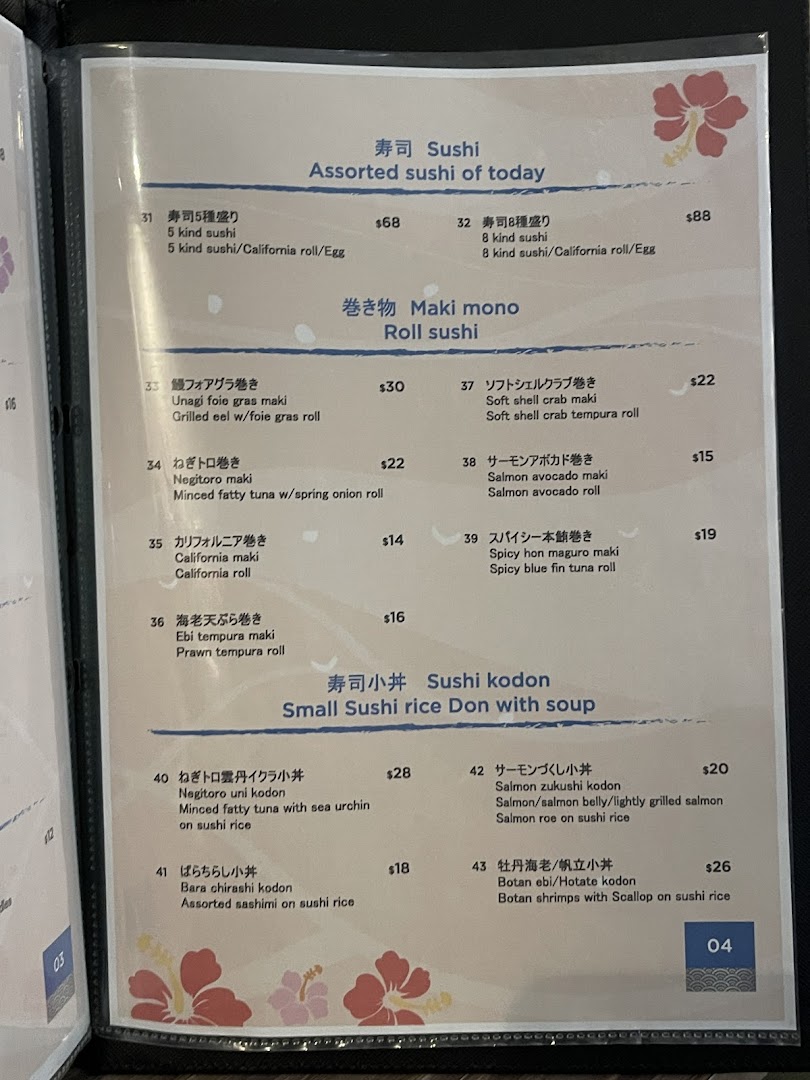 寿司 Sushi
Assorted sushi of today
31 寿司5種盛り $68
5 kind sushi
5 kind sushi/California roll/Egg
32 寿司8種盛り $88
8 kind sushi
8 kind sushi/California roll/Egg
巻き物 Maki mono
Roll sushi
33 鰻フォアグラ巻き $30
Unagi foie gras maki
Grilled eel w/foie gras roll
34 ねぎトロ巻き $22
Negitoro maki
Minced fatty tuna w/spring onion roll
35 カリフォルニア巻き $14
California maki
California roll
36 海老天ぷら巻き $16
Ebi tempura maki
Prawn tempura roll
37 ソフトシェルクラブ巻き $22
Soft shell crab maki
Soft shell crab tempura roll
38 サーモンアボカド巻き $15
Salmon avocado maki
Salmon avocado roll
39 スパイシー本鮪巻き $19
Spicy hon maguro maki
Spicy blue fin tuna roll
寿司小丼 Sushi kodon
Small Sushi rice Don with soup
40 ねぎトロ雲丹イクラ小丼 $28
Negitoro uni kodon
Minced fatty tuna with sea urchin
on sushi rice
41 ばらちらし小丼 $18
Bara chirashi kodon
Assorted sashimi on sushi rice
42 サーモンづくし小丼 $20
Salmon zukushi kodon
Salmon/salmon belly/lightly grilled salmon
Salmon roe on sushi rice
43 牡丹海老/帆立小丼 $26
Botan ebi/Hotate kodon
Botan shrimps with Scallop on sushi rice
04
$16
$12
03